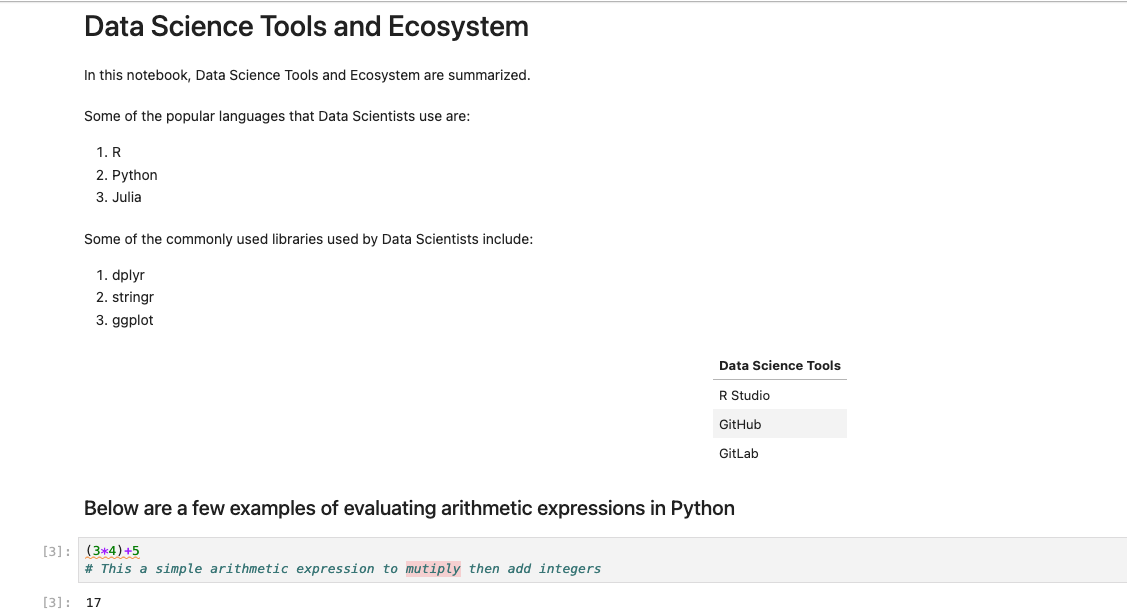 Data Science Tools and Ecosystem
In this notebook, Data Science Tools and Ecosystem are summarized.
Some of the popular languages that Data Scientists use are:
1. R
2. Python
3. Julia
Some of the commonly used libraries used by Data Scientists include:
1. dplyr
2. stringr
3. ggplot
Data Science Tools
R Studio
GitHub
GitLab
Below are a few examples of evaluating arithmetic expressions in Python
[3]: (3*4)+5
# This a simple arithmetic expression to mutiply then add integers
[3]: 17